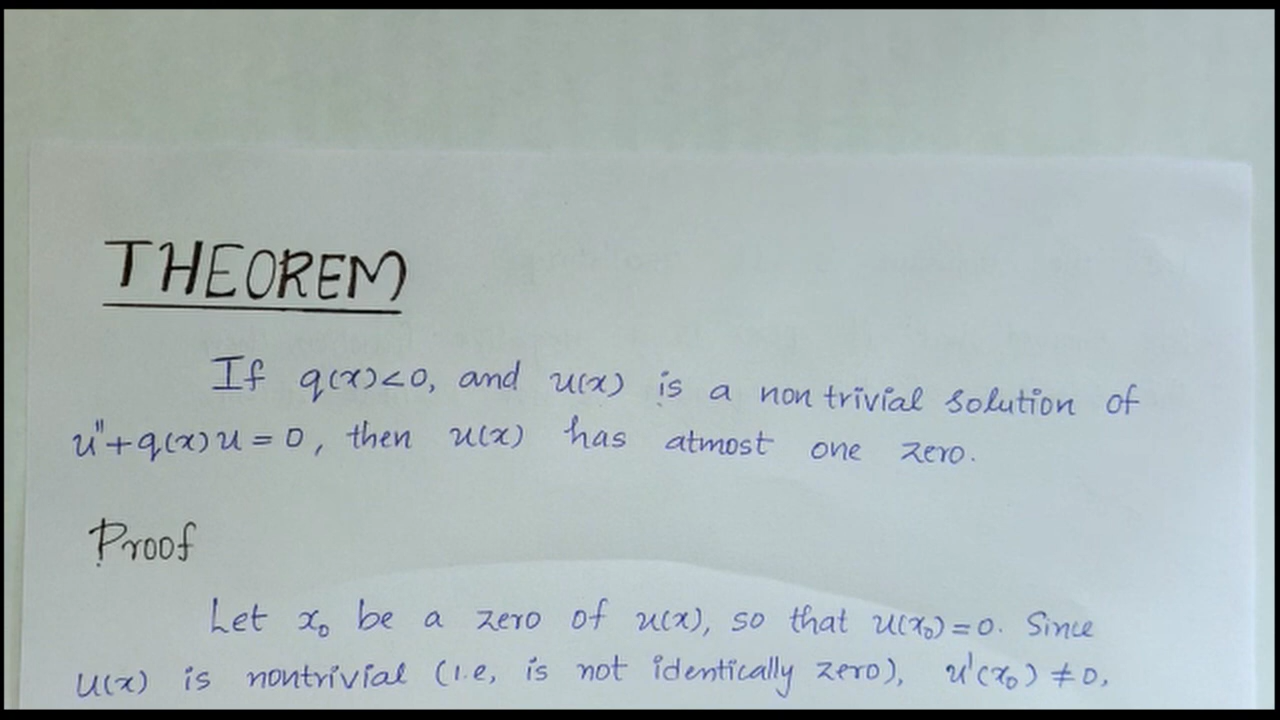 THEOREM
If q(x)<0, and u(x) is a non trivial solution of
u''+q(x)u = 0, then u(x) has atmost one zero.
Proof
Let x₀ be a zero of u(x), so that u(x₀)=0. Since
u(x) is nontrivial (i.e, is not identically zero), u'(x₀) ≠ 0,